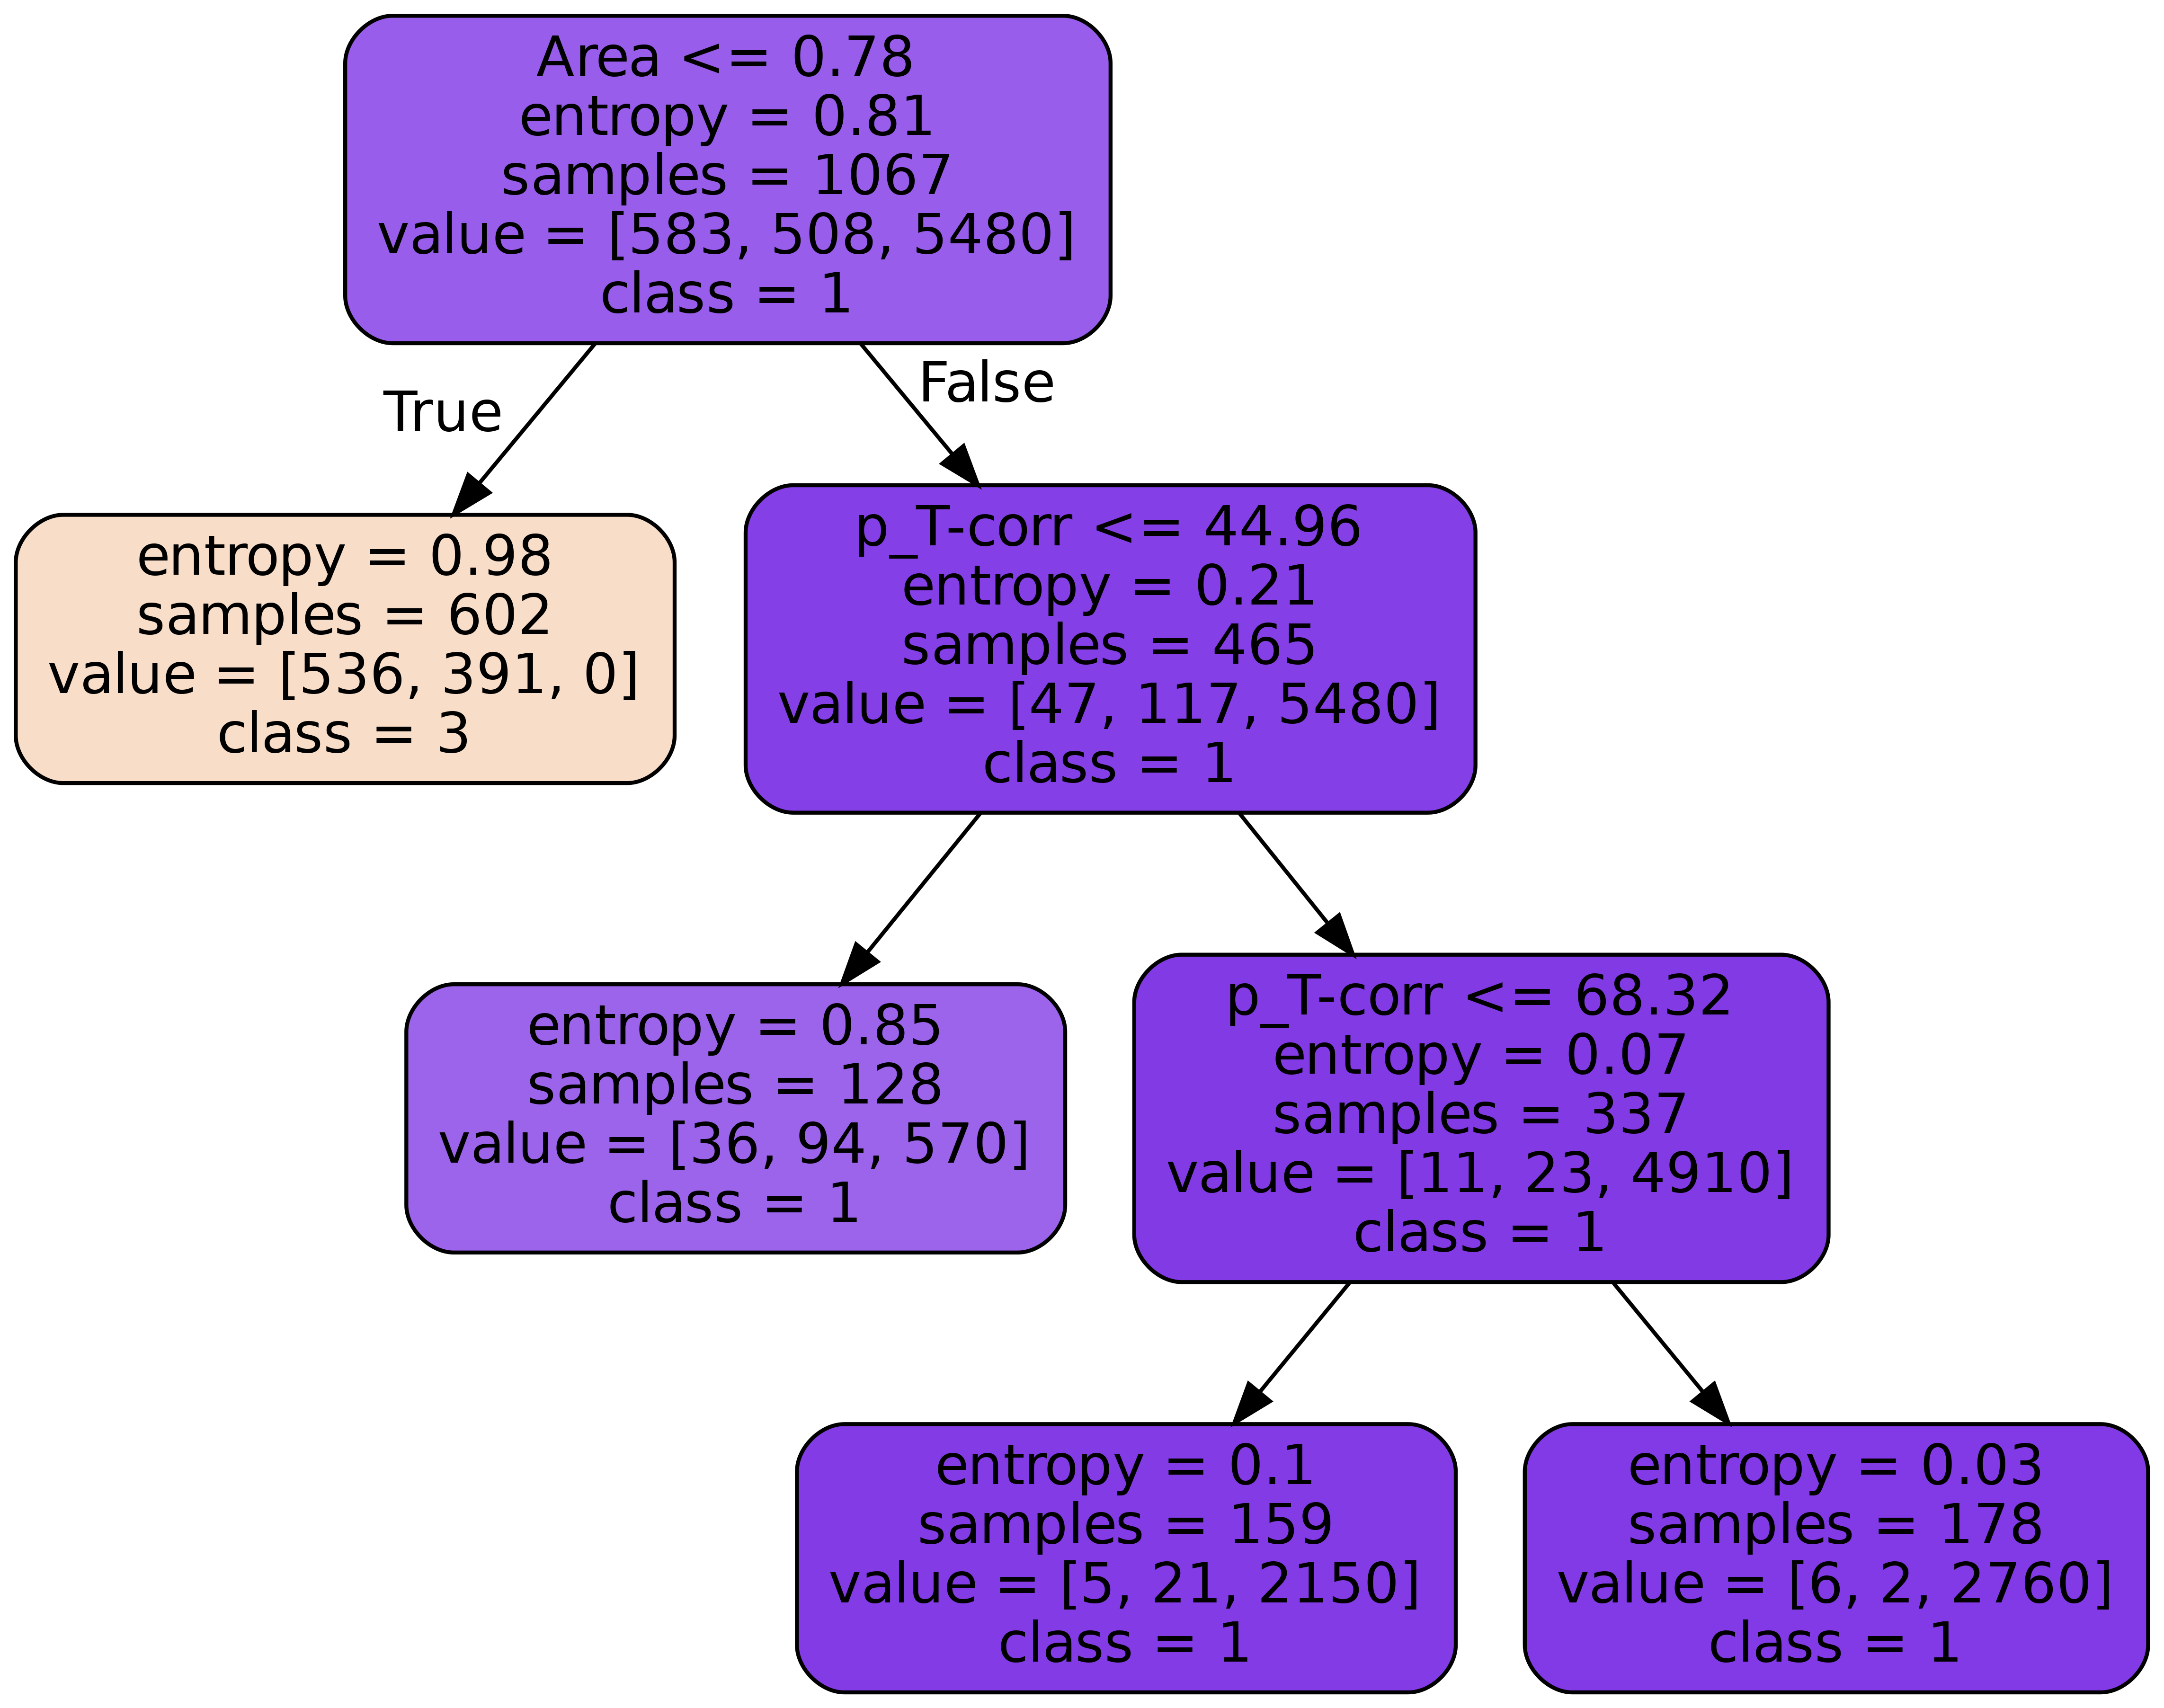 Area <= 0.78
entropy = 0.81
samples = 1067
value = [583, 508, 5480]
class = 1
True
False
entropy = 0.98
samples = 602
value = [536, 391, 0]
class = 3
p_T-corr <= 44.96
entropy = 0.21
samples = 465
value = [47, 117, 5480]
class = 1
entropy = 0.85
samples = 128
value = [36, 94, 570]
class = 1
p_T-corr <= 68.32
entropy = 0.07
samples = 337
value = [11, 23, 4910]
class = 1
entropy = 0.1
samples = 159
value = [5, 21, 2150]
class = 1
entropy = 0.03
samples = 178
value = [6, 2, 2760]
class = 1